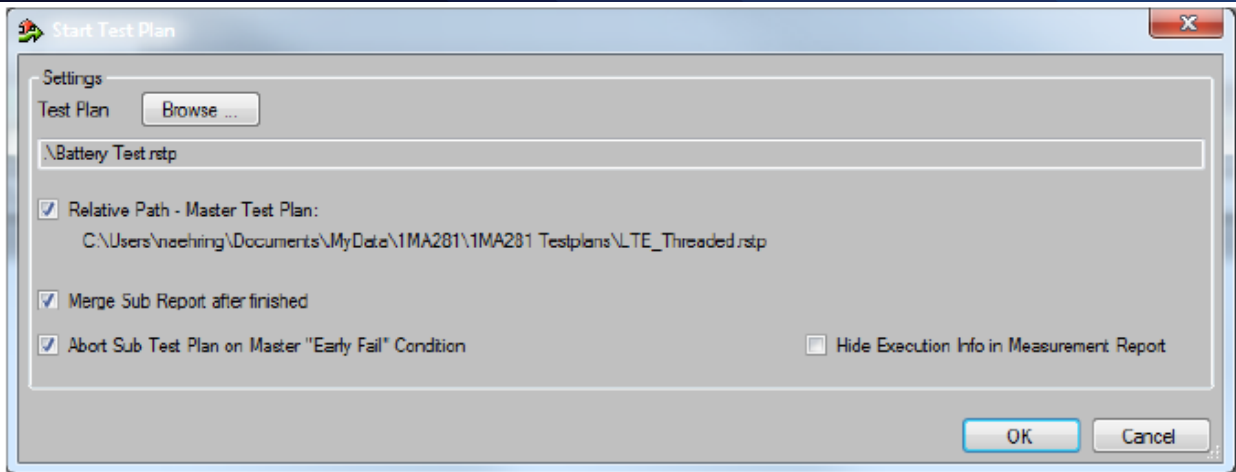 Start Test Plan
Settings
Test Plan Browse ...
.\Battery Test.rstp
Relative Path - Master Test Plan:
C:\Users\naehring\Documents\MyData\1MA281\1MA281 Testplans\LTE_Threaded.rstp
Merge Sub Report after finished
Abort Sub Test Plan on Master "Early Fail" Condition Hide Execution Info in Measurement Report
OK Cancel